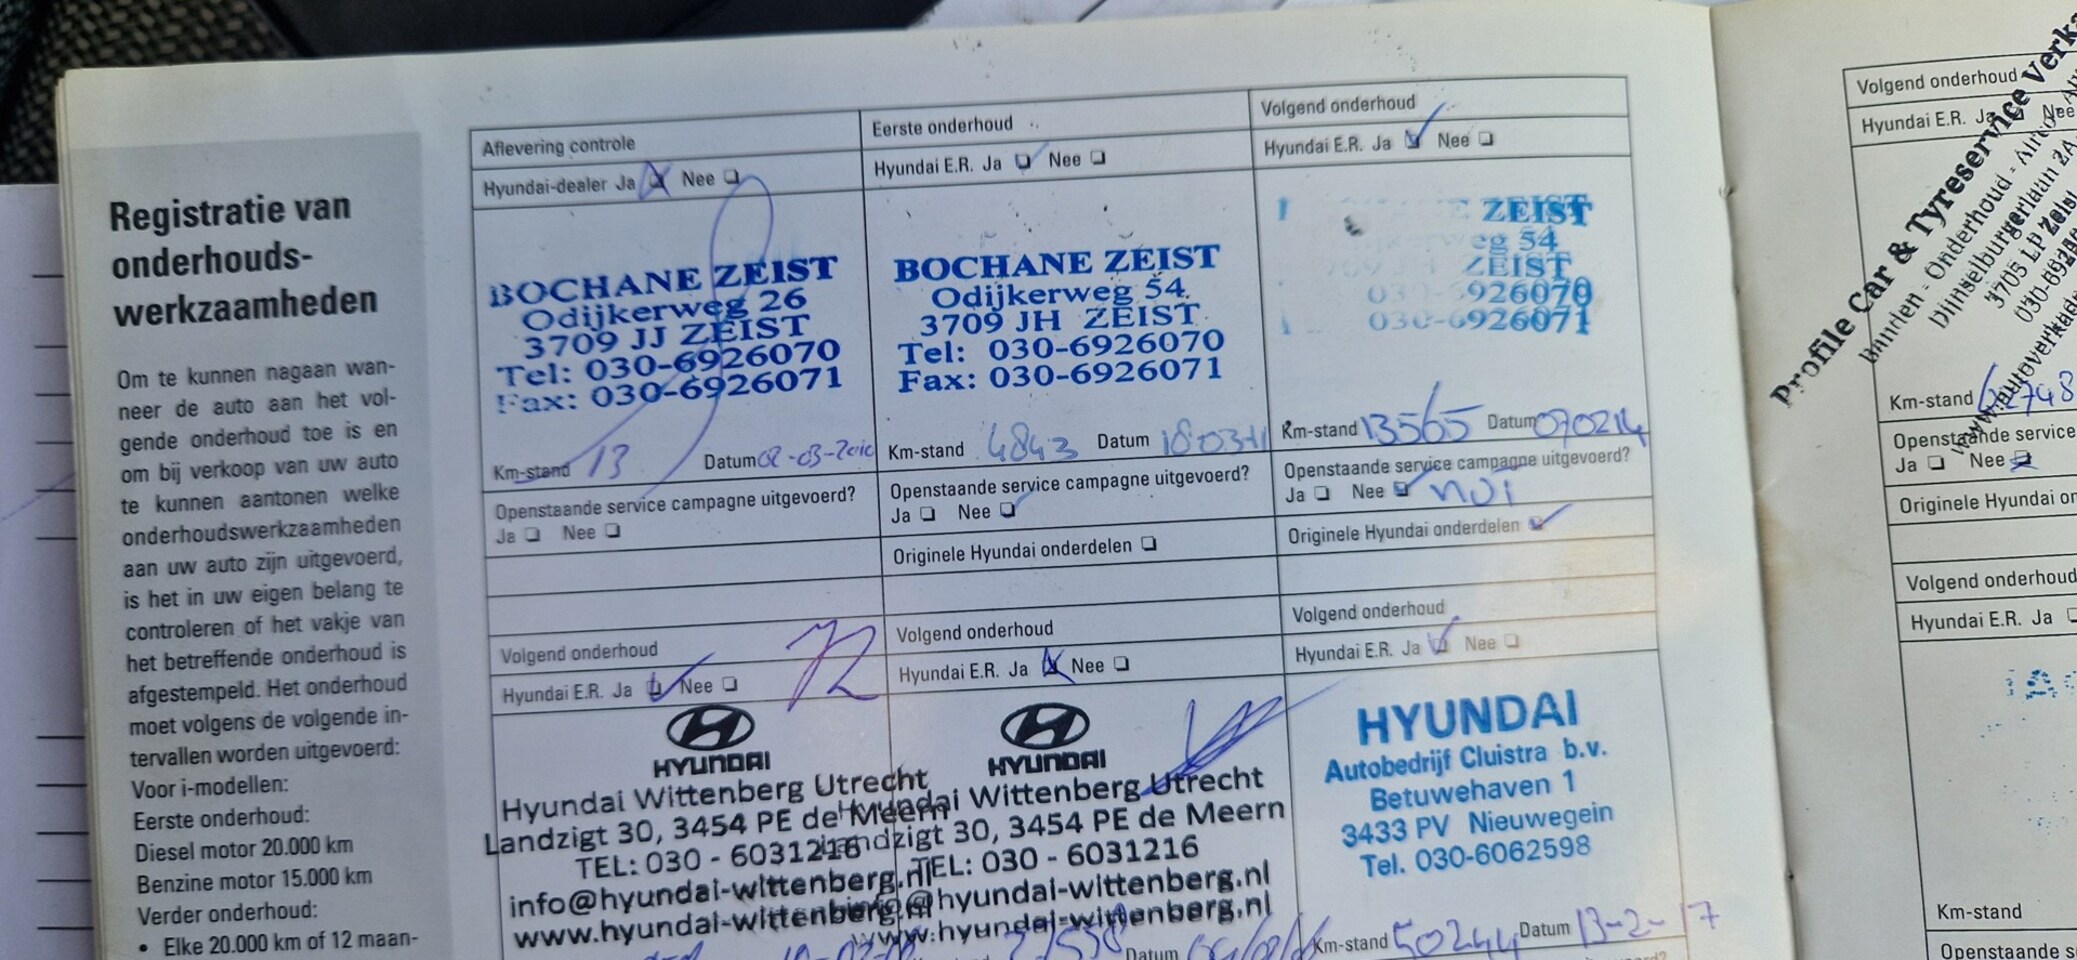 Registratie van
onderhouds-
werkzaamheden
Om te kunnen nagaan wan-
neer de auto aan het vol-
gende onderhoud toe is en
om bij verkoop van uw auto
te kunnen aantonen welke
onderhoudswerkzaamheden
aan uw auto zijn uitgevoerd,
is het in uw eigen belang te
controleren of het vakje van
het betreffende onderhoud is
afgestempeld. Het onderhoud
moet volgens de volgende in-
tervallen worden uitgevoerd:
Voor i-modellen:
Eerste onderhoud:
Diesel motor 20.000 km
Benzine motor 15.000 km
Verder onderhoud:
• Elke 20.000 km of 12 maan-
Aflevering controle
Hyundai-dealer Ja Nee
BOCHANE ZEIST
Odijkerweg 26
3709 JJ ZEIST
Tel: 030-6926070
Fax: 030-6926071
Km-stand 13 Datum 02-03-2010
Openstaande service campagne uitgevoerd?
Ja Nee
Eerste onderhoud
Hyundai E.R. Ja Nee
BOCHANE ZEIST
Odijkerweg 54
3709 JH ZEIST
Tel: 030-6926070
Fax: 030-6926071
Km-stand 4843 Datum 180311
Openstaande service campagne uitgevoerd?
Ja Nee
Originele Hyundai onderdelen
Volgend onderhoud
Hyundai E.R. Ja Nee
ZEIST
eg 54
ZEIST
030-6926070
030-6926071
Km-stand 13565 Datum 070214
Openstaande service campagne uitgevoerd?
Ja Nee
Originele Hyundai onderdelen
Volgend onderhoud
Hyundai E.R. Ja Nee
HYUNDAI
Hyundai Wittenberg Utrecht
Landzigt 30, 3454 PE de Meern
TEL: 030 - 6031216
info@hyundai-wittenberg.nl
www.hyundai-wittenberg.nl
Volgend onderhoud
Hyundai E.R. Ja Nee
HYUNDAI
Hyundai Wittenberg Utrecht
Landzigt 30, 3454 PE de Meern
TEL: 030 - 6031216
info@hyundai-wittenberg.nl
www.hyundai-wittenberg.nl
Datum
Volgend onderhoud
Hyundai E.R. Ja Nee
HYUNDAI
Autobedrijf Cluistra b.v.
Betuwehaven 1
3433 PV Nieuwegein
Tel. 030-6062598
Km-stand 50244 Datum 13-2-17
Volgend onderhoud
Hyundai E.R. Ja Nee
Profile Car & Tyreservice Verka
Banden - Onderhoud - A
Dijnselburgerlaan 2A
3705 LP Zeist
Km-stand
Openstaande service
Ja Nee
Originele Hyundai on
Volgend onderhoud
Hyundai E.R. Ja
Km-stand
Openstaande se